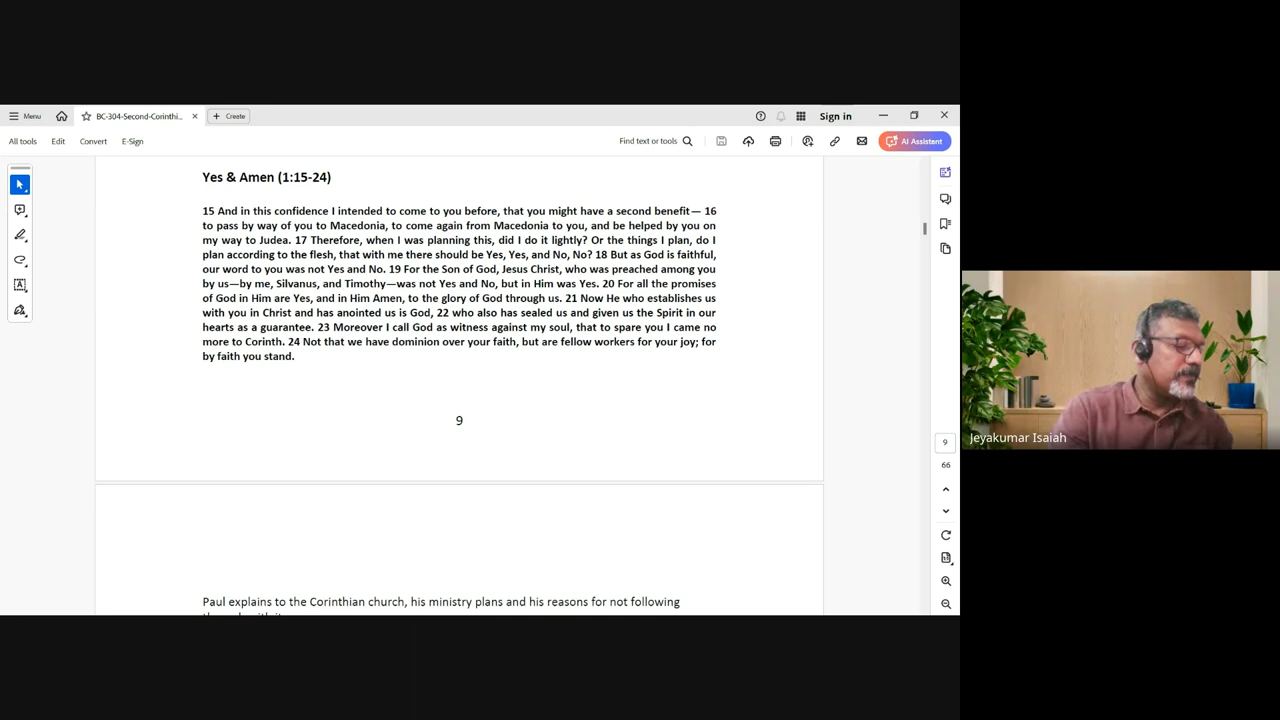 Menu
BC-304-Second-Corinthi...
Create
Sign in
All tools
Edit
Convert
E-Sign
Find text or tools
AI Assistant
Yes & Amen (1:15-24)
15 And in this confidence I intended to come to you before, that you might have a second benefit— 16
to pass by way of you to Macedonia, to come again from Macedonia to you, and be helped by you on
my way to Judea. 17 Therefore, when I was planning this, did I do it lightly? Or the things I plan, do I
plan according to the flesh, that with me there should be Yes, Yes, and No, No? 18 But as God is faithful,
our word to you was not Yes and No. 19 For the Son of God, Jesus Christ, who was preached among you
by us—by me, Silvanus, and Timothy—was not Yes and No, but in Him was Yes. 20 For all the promises
of God in Him are Yes, and in Him Amen, to the glory of God through us. 21 Now He who establishes us
with you in Christ and has anointed us is God, 22 who also has sealed us and given us the Spirit in our
hearts as a guarantee. 23 Moreover I call God as witness against my soul, that to spare you I came no
more to Corinth. 24 Not that we have dominion over your faith, but are fellow workers for your joy; for
by faith you stand.
9
Paul explains to the Corinthian church, his ministry plans and his reasons for not following
9
66
Jeyakumar Isaiah